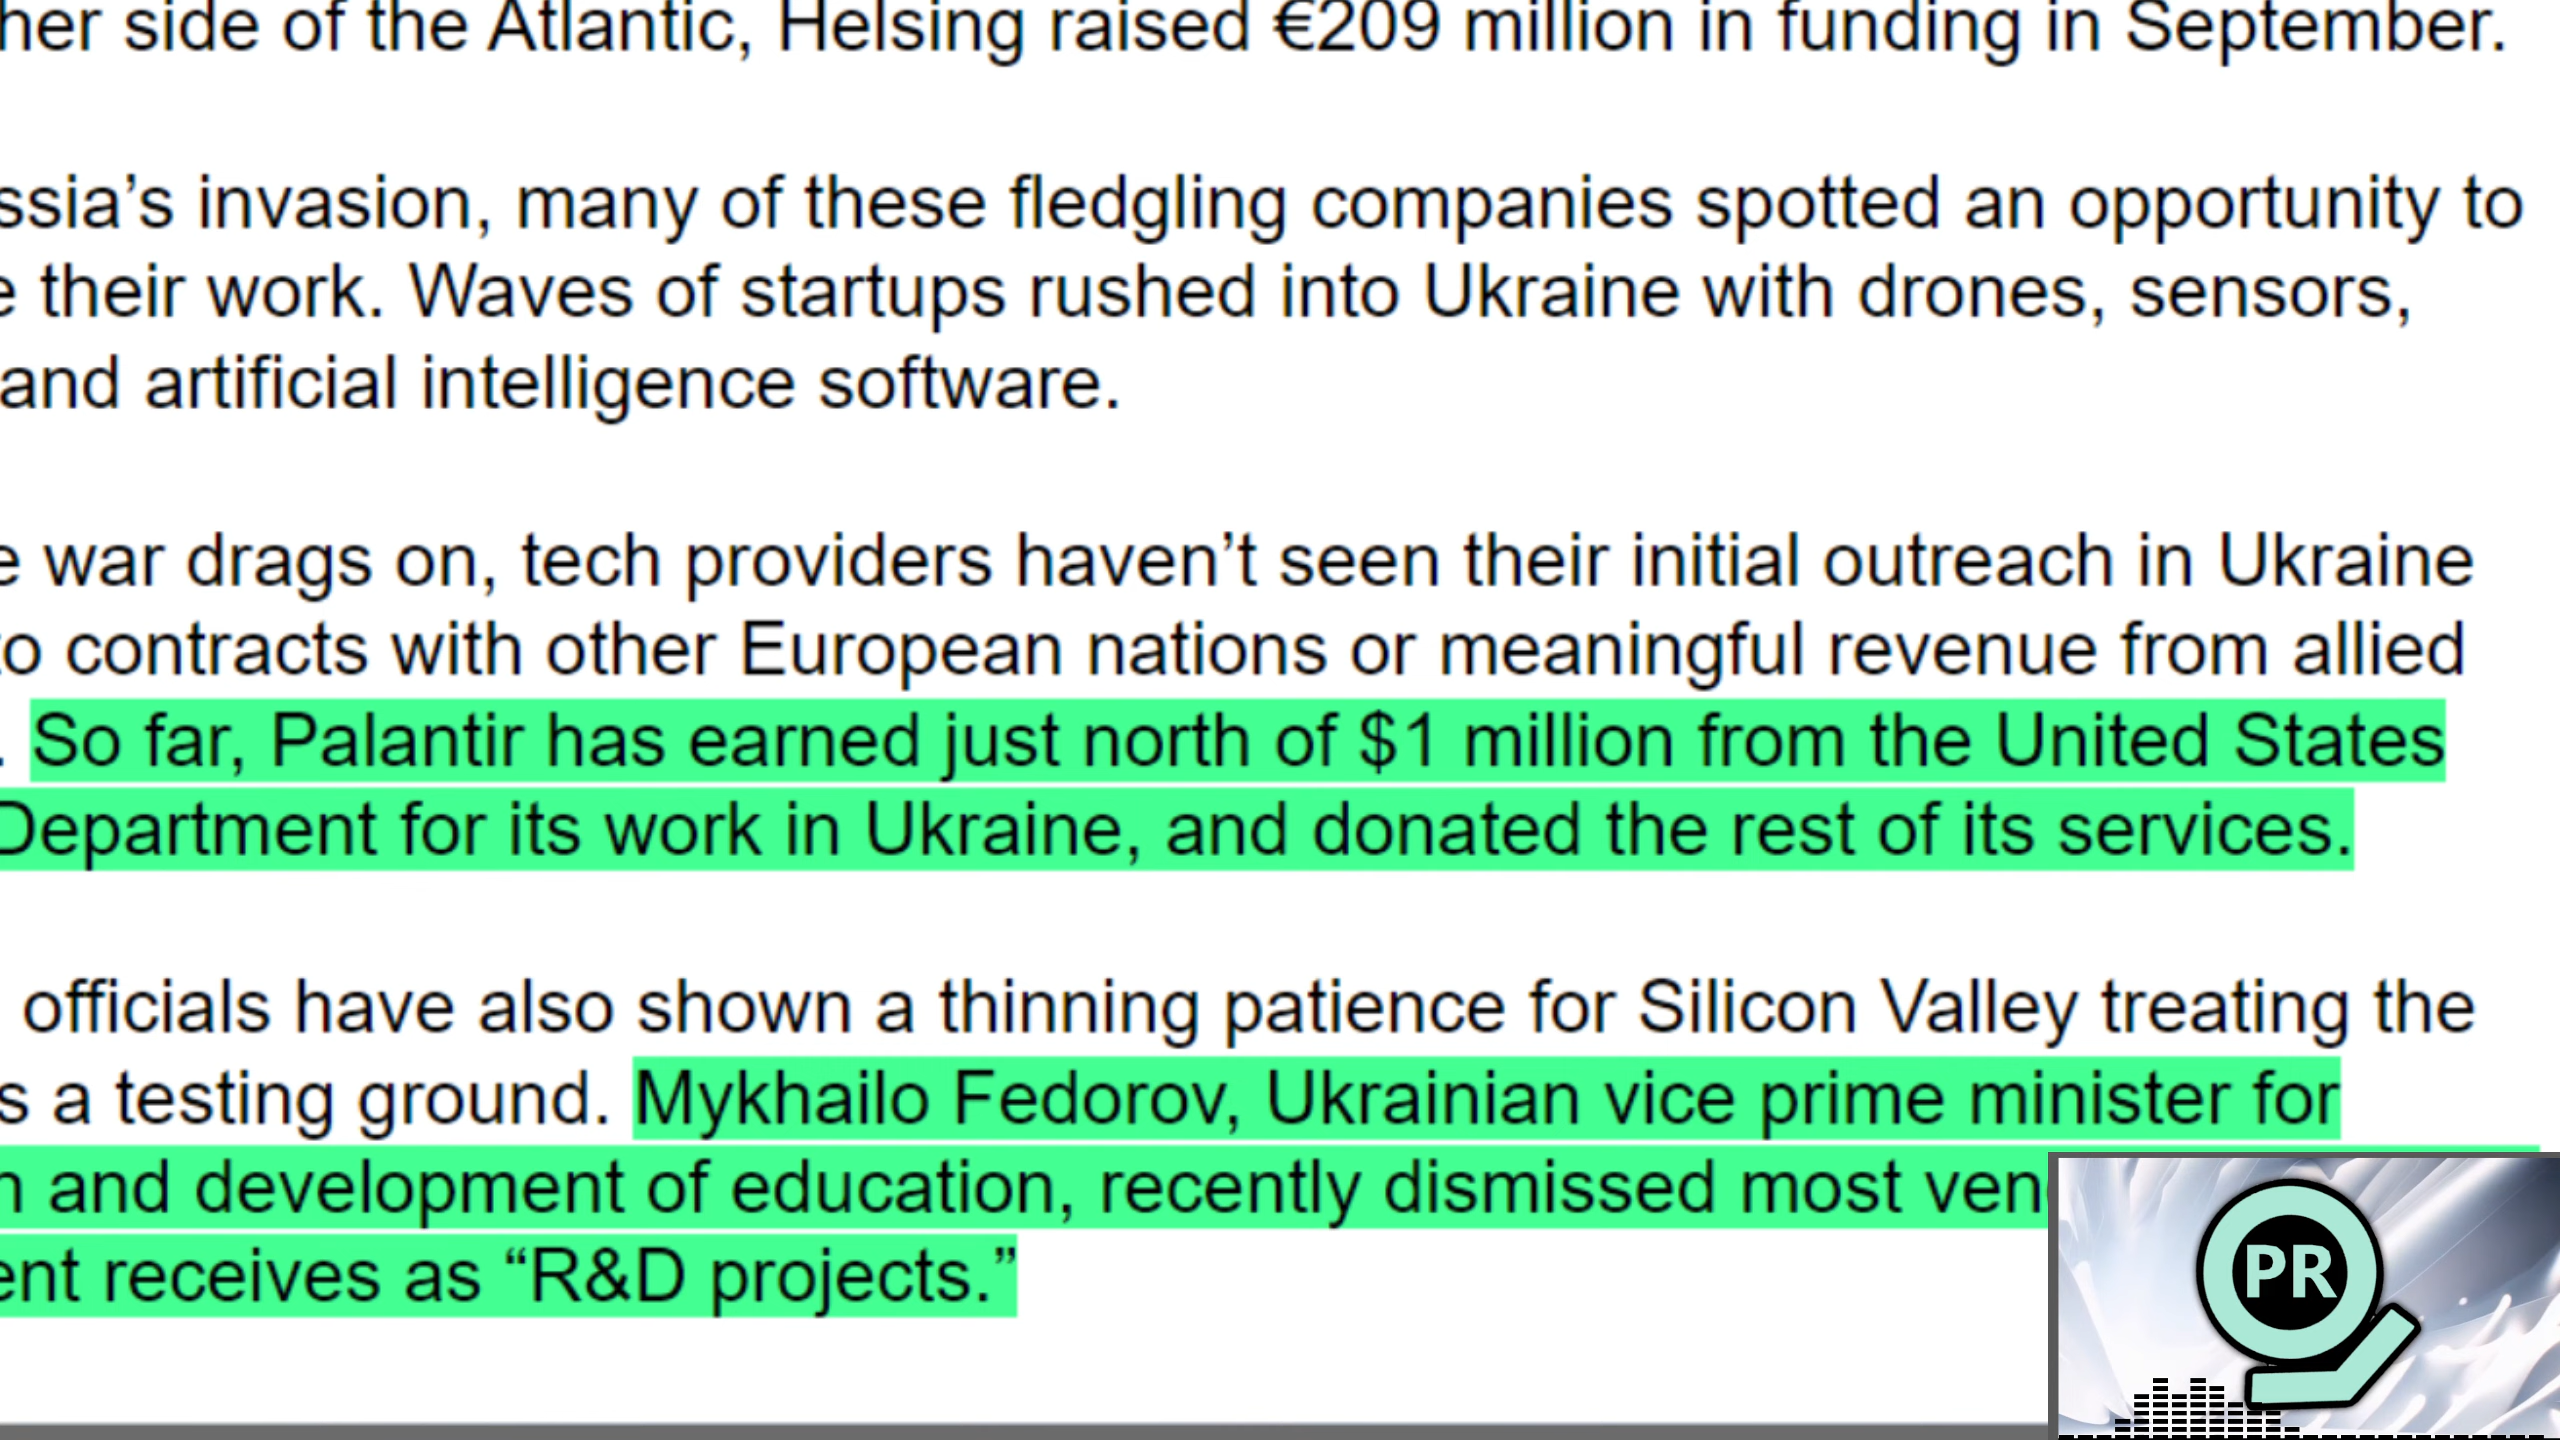 her side of the Atlantic, Helsing raised €209 million in funding in September.
ssia’s invasion, many of these fledgling companies spotted an opportunity to
e their work. Waves of startups rushed into Ukraine with drones, sensors,
and artificial intelligence software.
e war drags on, tech providers haven’t seen their initial outreach in Ukraine
to contracts with other European nations or meaningful revenue from allied
. So far, Palantir has earned just north of $1 million from the United States
Department for its work in Ukraine, and donated the rest of its services.
officials have also shown a thinning patience for Silicon Valley treating the
s a testing ground. Mykhailo Fedorov, Ukrainian vice prime minister for
n and development of education, recently dismissed most ven
ent receives as “R&D projects.”
PR